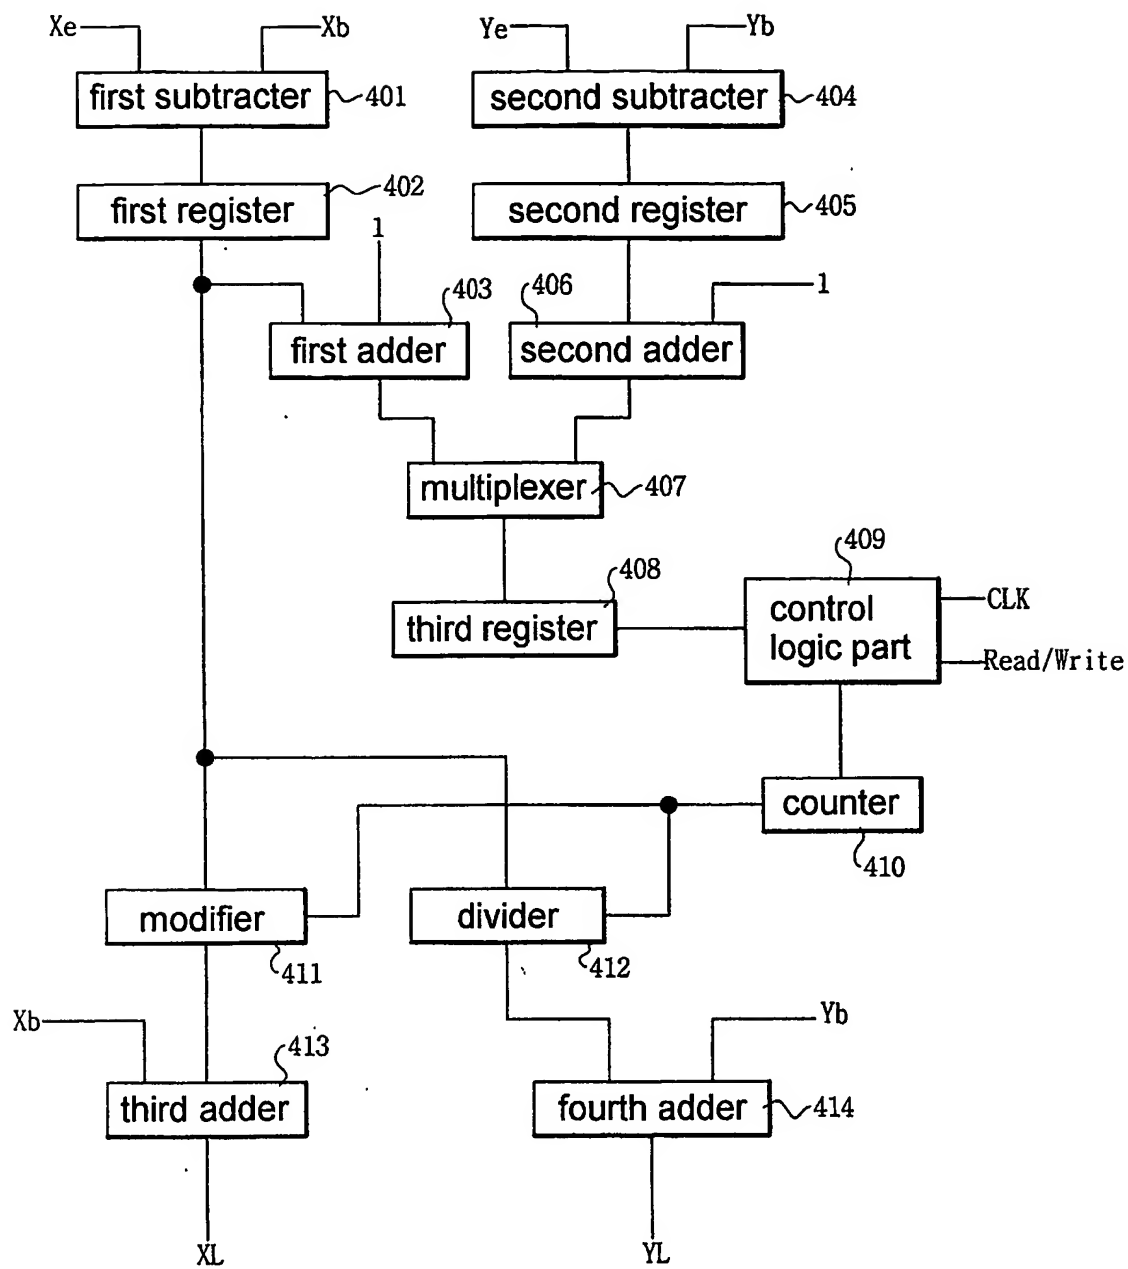 Xe Xb Ye Yb
first subtracter 401 second subtracter 404
first register 402 second register 405
1
1
403 406
first adder second adder
multiplexer 407
409
408
third register control logic part CLK
Read/Write
counter
410
modifier divider
411 412
Xb Yb
413
third adder fourth adder 414
XL YL